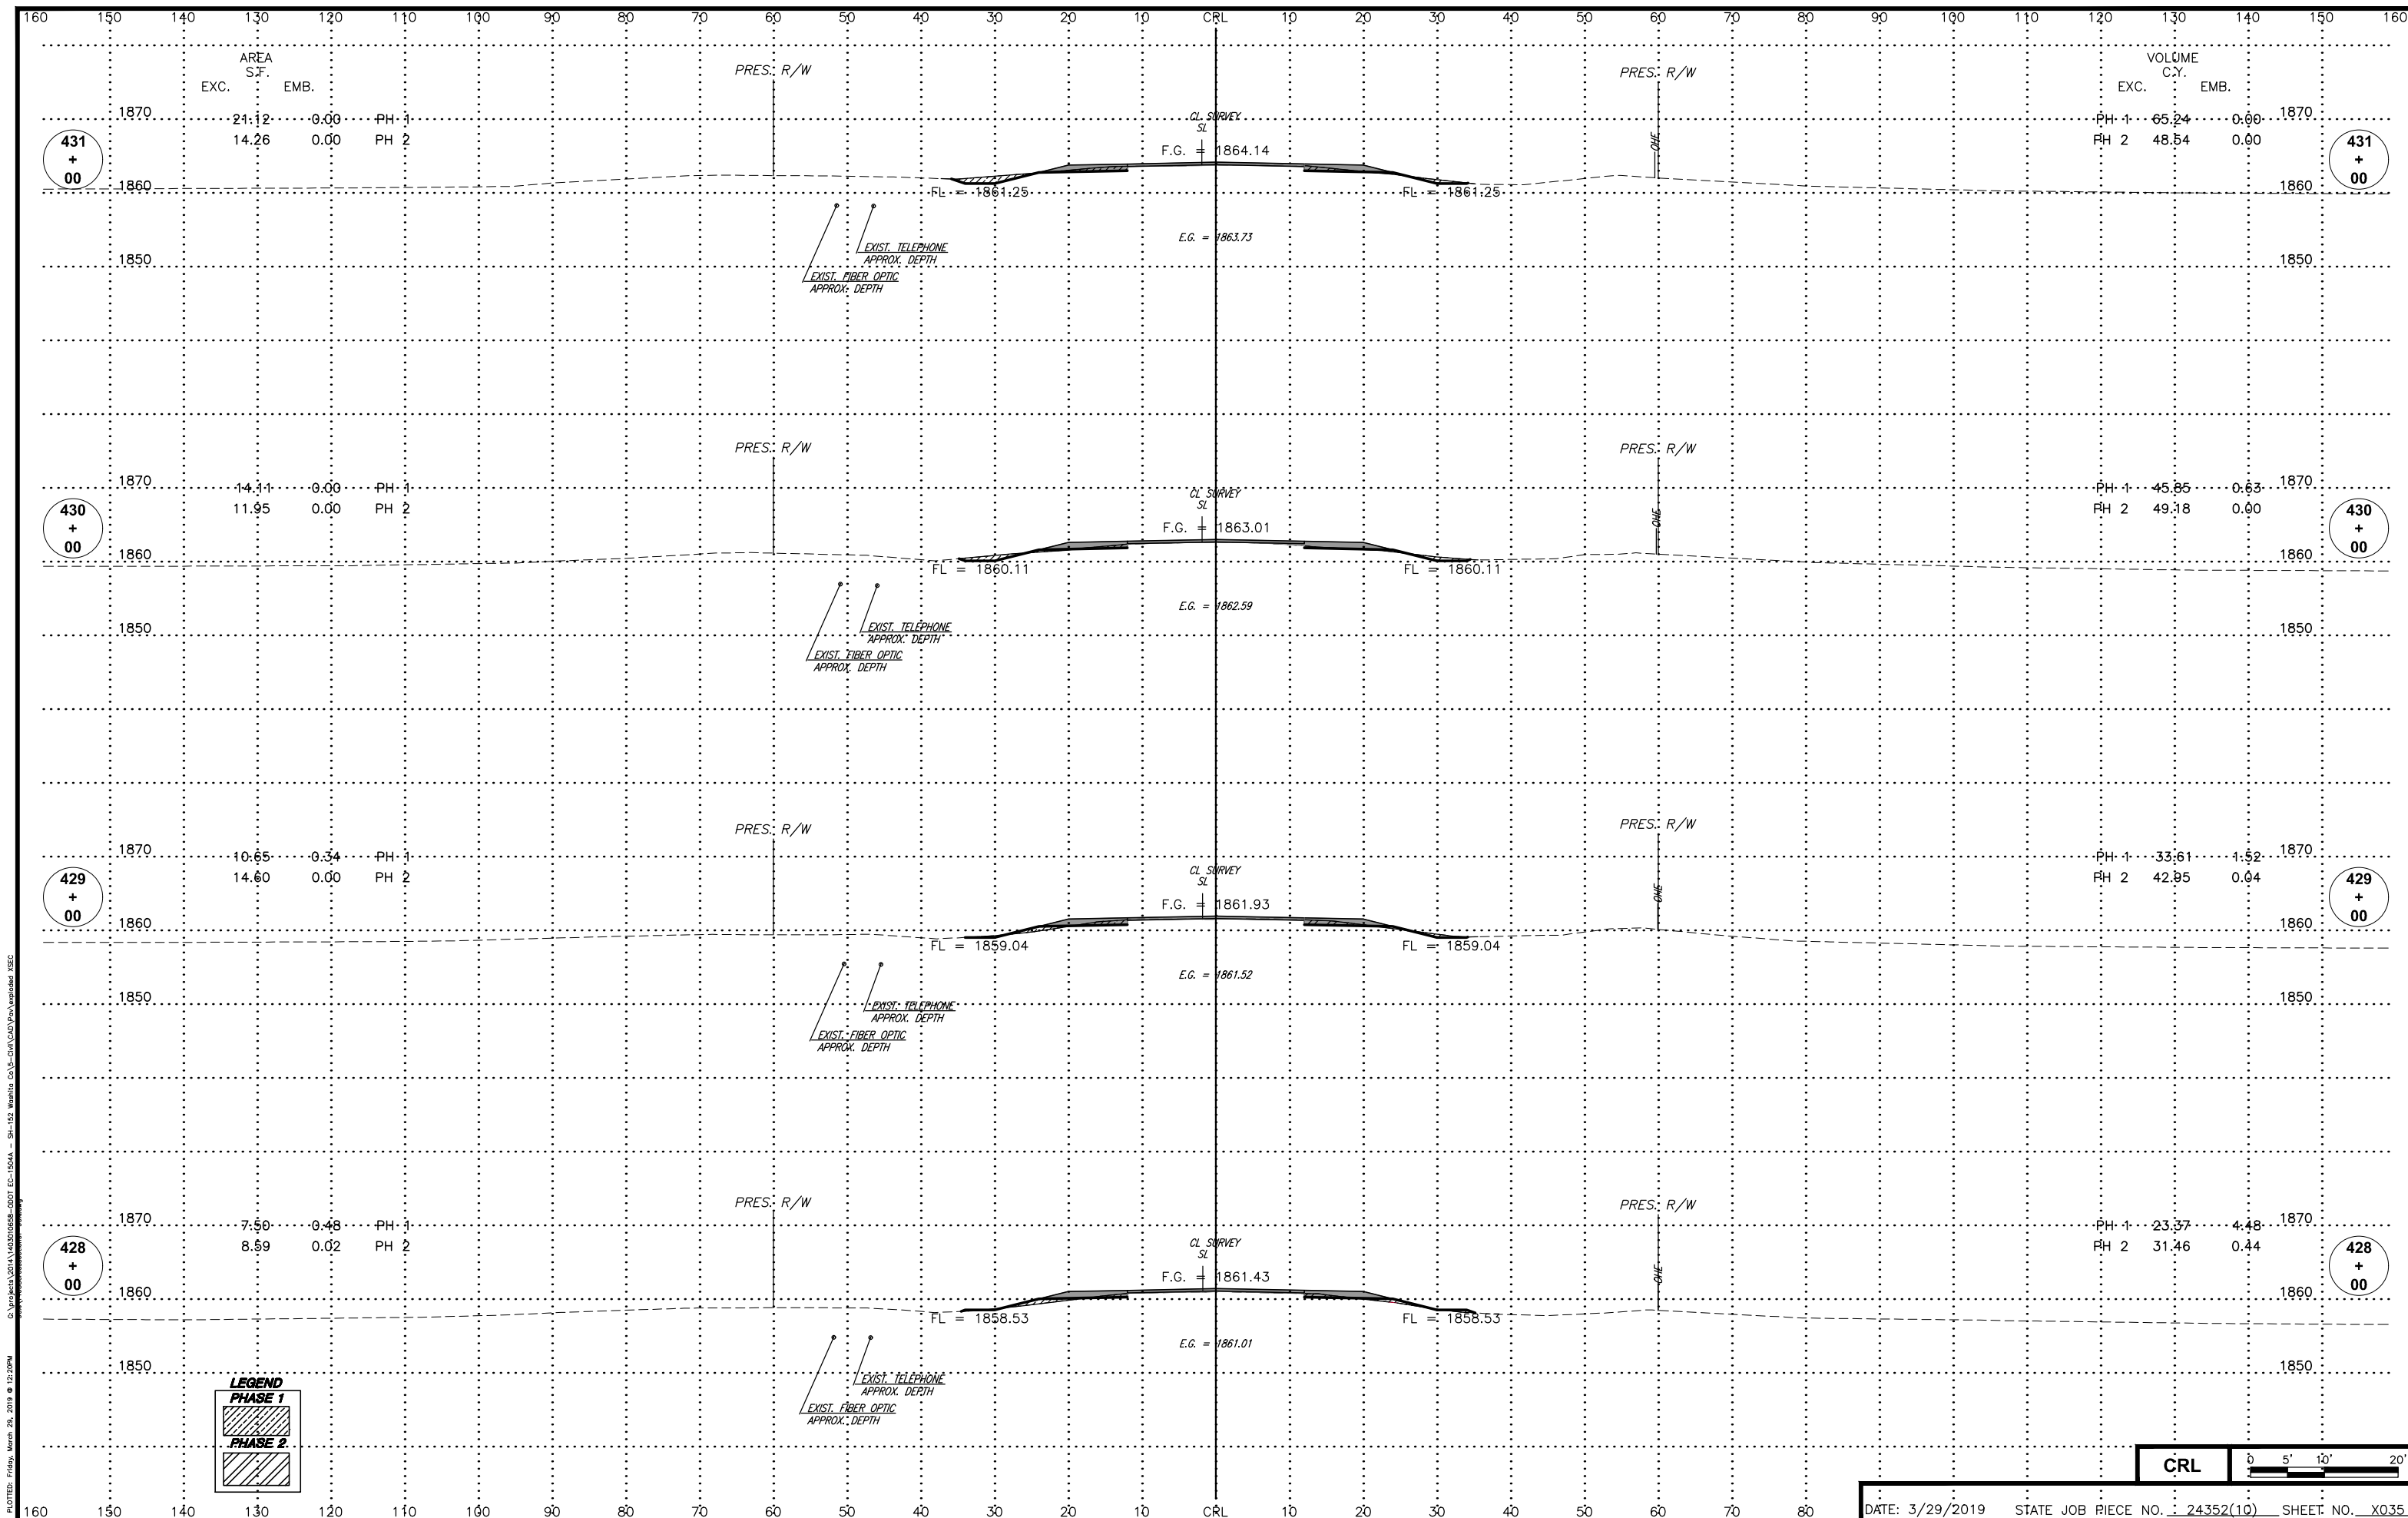 160 150 140 130 120 110 100 90 80 70 60 50 40 30 20 10 CRL 10 20 30 40 50 60 70 80 90 100 110 120 130 140 150 160
AREA
S.F.
EXC. EMB.
VOLUME
C.Y.
EXC. EMB.
PRES. R/W
PRES. R/W
1870 21.12 0.00 PH 1
14.26 0.00 PH 2
431
+
00
1860
1850
CL SURVEY
SL
F.G. = 1864.14
FL = 1861.25
FL = 1861.25
E.G. = 1863.73
OHE
EXIST. TELEPHONE
APPROX. DEPTH
EXIST. FIBER OPTIC
APPROX. DEPTH
PH 1 65.24 0.00 1870
PH 2 48.54 0.00
431
+
00
1860
1850
PRES. R/W
PRES. R/W
1870 14.11 0.00 PH 1
11.95 0.00 PH 2
430
+
00
1860
1850
CL SURVEY
SL
F.G. = 1863.01
FL = 1860.11
FL = 1860.11
E.G. = 1862.59
OHE
EXIST. TELEPHONE
APPROX. DEPTH
EXIST. FIBER OPTIC
APPROX. DEPTH
PH 1 45.85 0.63 1870
PH 2 49.18 0.00
430
+
00
1860
1850
PRES. R/W
PRES. R/W
1870 10.65 0.34 PH 1
14.60 0.00 PH 2
429
+
00
1860
1850
CL SURVEY
SL
F.G. = 1861.93
FL = 1859.04
FL = 1859.04
E.G. = 1861.52
OHE
EXIST. TELEPHONE
APPROX. DEPTH
EXIST. FIBER OPTIC
APPROX. DEPTH
PH 1 33.61 1.52 1870
PH 2 42.95 0.04
429
+
00
1860
1850
PRES. R/W
PRES. R/W
1870 7.50 0.48 PH 1
8.59 0.02 PH 2
428
+
00
1860
1850
CL SURVEY
SL
F.G. = 1861.43
FL = 1858.53
FL = 1858.53
E.G. = 1861.01
OHE
EXIST. TELEPHONE
APPROX. DEPTH
EXIST. FIBER OPTIC
APPROX. DEPTH
PH 1 23.37 4.48 1870
PH 2 31.46 0.44
428
+
00
1860
1850
LEGEND
PHASE 1
PHASE 2
CRL
0 5' 10' 20'
160 150 140 130 120 110 100 90 80 70 60 50 40 30 20 10 CRL 10 20 30 40 50 60 70 80
DATE: 3/29/2019 STATE JOB PIECE NO. 24352(10) SHEET NO. X035
PLOTTED: Friday, March 29, 2019 @ 12:20PM